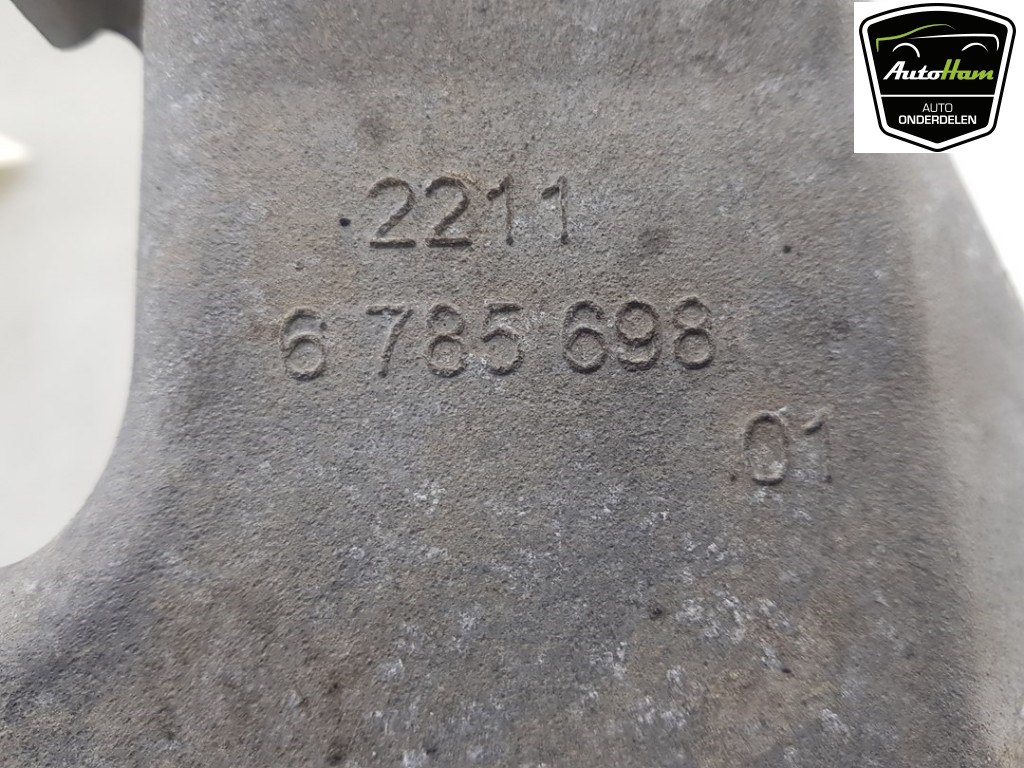 AutoHam
AUTO
ONDERDELEN
2211
6 785 698
01